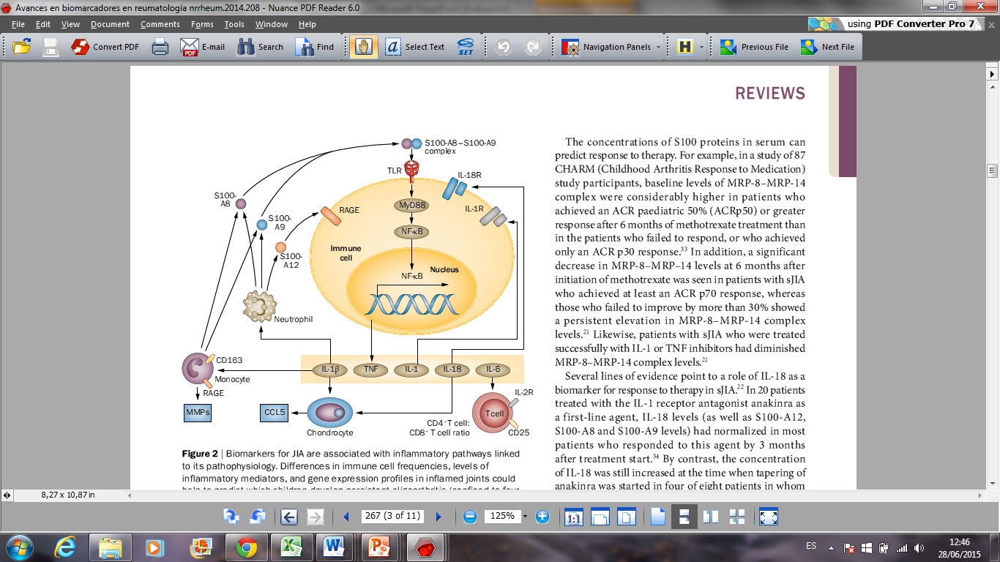 Avances en biomarcadores en reumatología nrrheum.2014.208 - Nuance PDF Reader 6.0
File Edit View Document Comments Forms Tools Window Help
using PDF Converter Pro 7
Convert PDF E-mail Search Find Select Text SET Navigation Panels H Previous File Next File
REVIEWS
S100-A8–S100-A9
complex
TLR
IL-18R
S100-
A8
MyD88
RAGE
IL-1R
S100-
A9
NF-κB
Immune
cell
S100-
A12
Nucleus
NF-κB
Neutrophil
CD163
IL-1β TNF IL-1 IL-18 IL-6
Monocyte
RAGE
IL-2R
MMPs
CCL5
T cell
CD4+ T cell:
CD8+ T cell ratio
Chondrocyte
CD25
Figure 2 | Biomarkers for JIA are associated with inflammatory pathways linked
to its pathophysiology. Differences in immune cell frequencies, levels of
inflammatory mediators, and gene expression profiles in inflamed joints could
help to predict which children develop persistent oligoarthritis (confined to four
The concentrations of S100 proteins in serum can
predict response to therapy. For example, in a study of 87
CHARM (Childhood Arthritis Response to Medication)
study participants, baseline levels of MRP-8–MRP-14
complex were considerably higher in patients who
achieved an ACR paediatric 50% (ACRp50) or greater
response after 6 months of methotrexate treatment than
in the patients who failed to respond, or who achieved
only an ACR p30 response.33 In addition, a significant
decrease in MRP-8–MRP–14 levels at 6 months after
initiation of methotrexate was seen in patients with sJIA
who achieved at least an ACR p70 response, whereas
those who failed to improve by more than 30% showed
a persistent elevation in MRP-8–MRP-14 complex
levels.21 Likewise, patients with sJIA who were treated
successfully with IL-1 or TNF inhibitors had diminished
MRP-8–MRP-14 complex levels.21
Several lines of evidence point to a role of IL-18 as a
biomarker for response to therapy in sJIA.22 In 20 patients
treated with the IL-1 receptor antagonist anakinra as
a first-line agent, IL-18 levels (as well as S100-A12,
S100-A8 and S100-A9 levels) had normalized in most
patients who responded to this agent by 3 months
after treatment start.34 By contrast, the concentration
of IL-18 was still increased at the time when tapering of
anakinra was started in four of eight patients in whom
8,27 x 10,87 in
267 (3 of 11) 125% 1:1
ES 12:46
28/06/2015